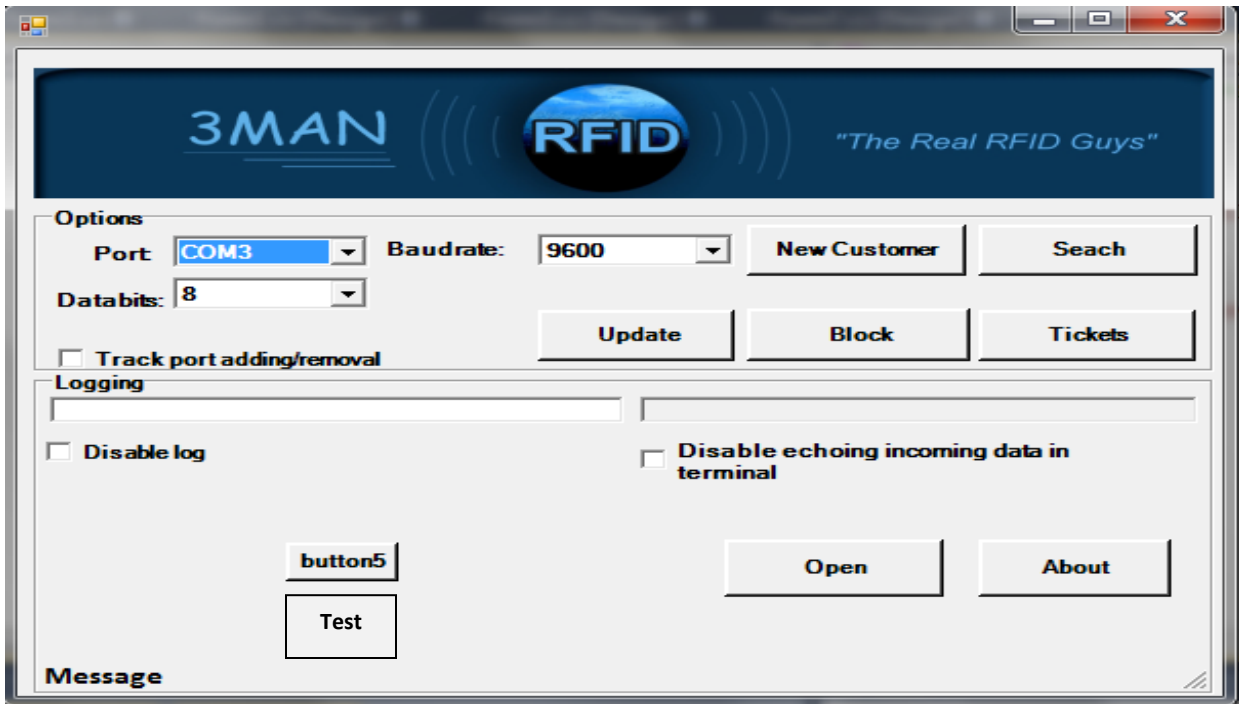 3MAN
RFID
"The Real RFID Guys"
Options
Port COM3 Baudrate: 9600 New Customer Seach
Databits: 8
Update Block Tickets
Track port adding/removal
Logging
Disable log
Disable echoing incoming data in
terminal
button5
Open About
Test
Message